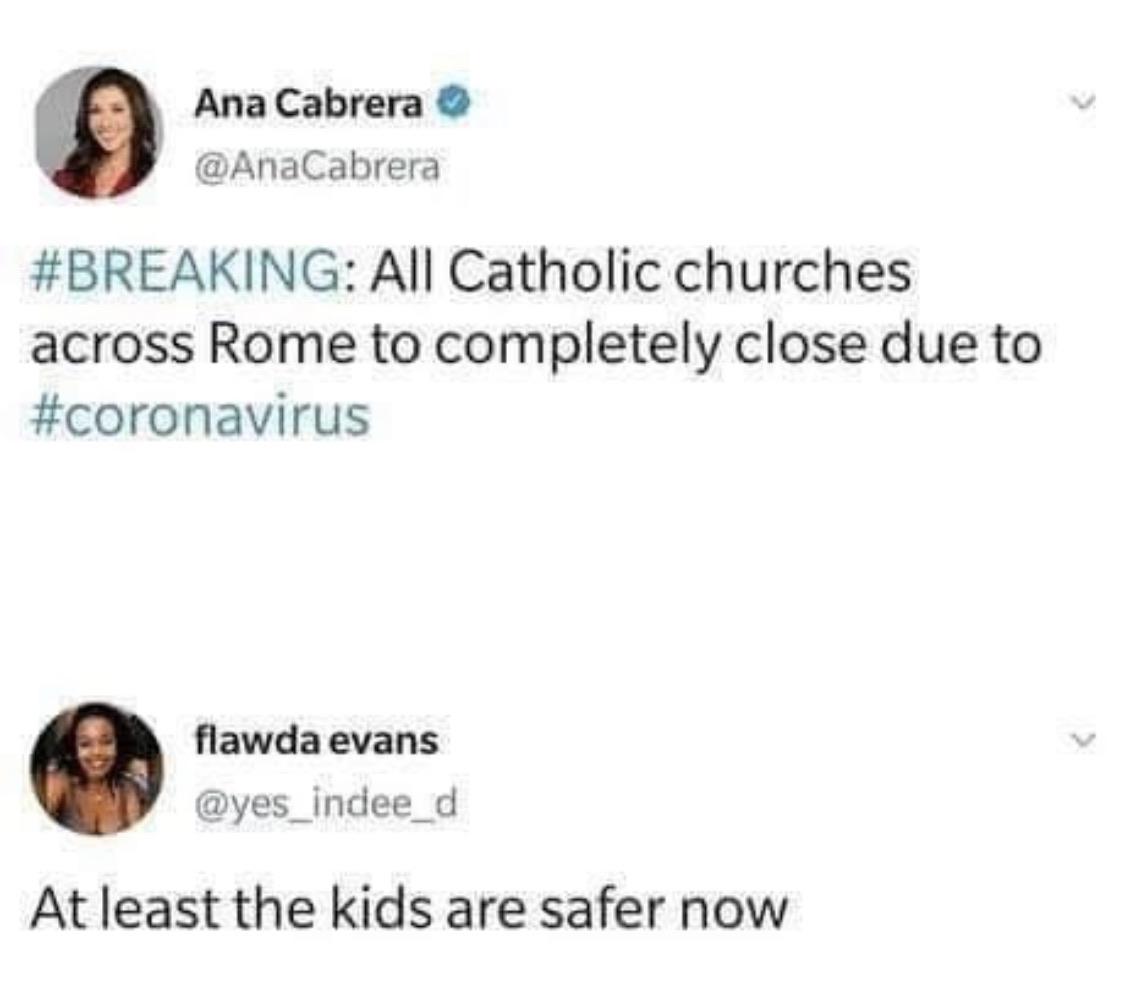 Ana Cabrera
@AnaCabrera
#BREAKING: All Catholic churches
across Rome to completely close due to
#coronavirus
flawda evans
@yes_indee_d
At least the kids are safer now